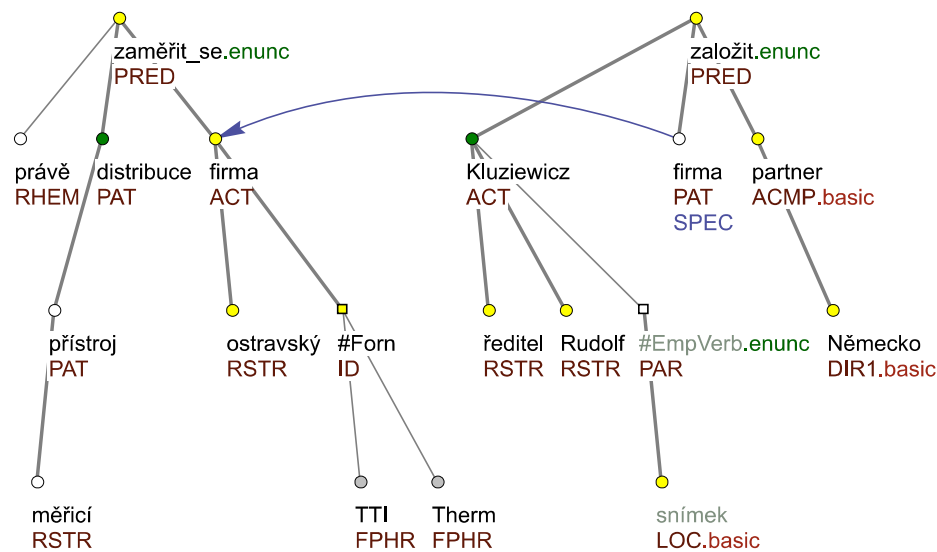 zaměřit_se.enunc
PRED
založit.enunc
PRED
právě
RHEM
distribuce
PAT
firma
ACT
Kluziewicz
ACT
firma
PAT
SPEC
partner
ACMP.basic
přístroj
PAT
ostravský
RSTR
#Forn
ID
ředitel
RSTR
Rudolf
RSTR
#EmpVerb.enunc
PAR
Německo
DIR1.basic
měřicí
RSTR
TTI
FPHR
Therm
FPHR
snímek
LOC.basic